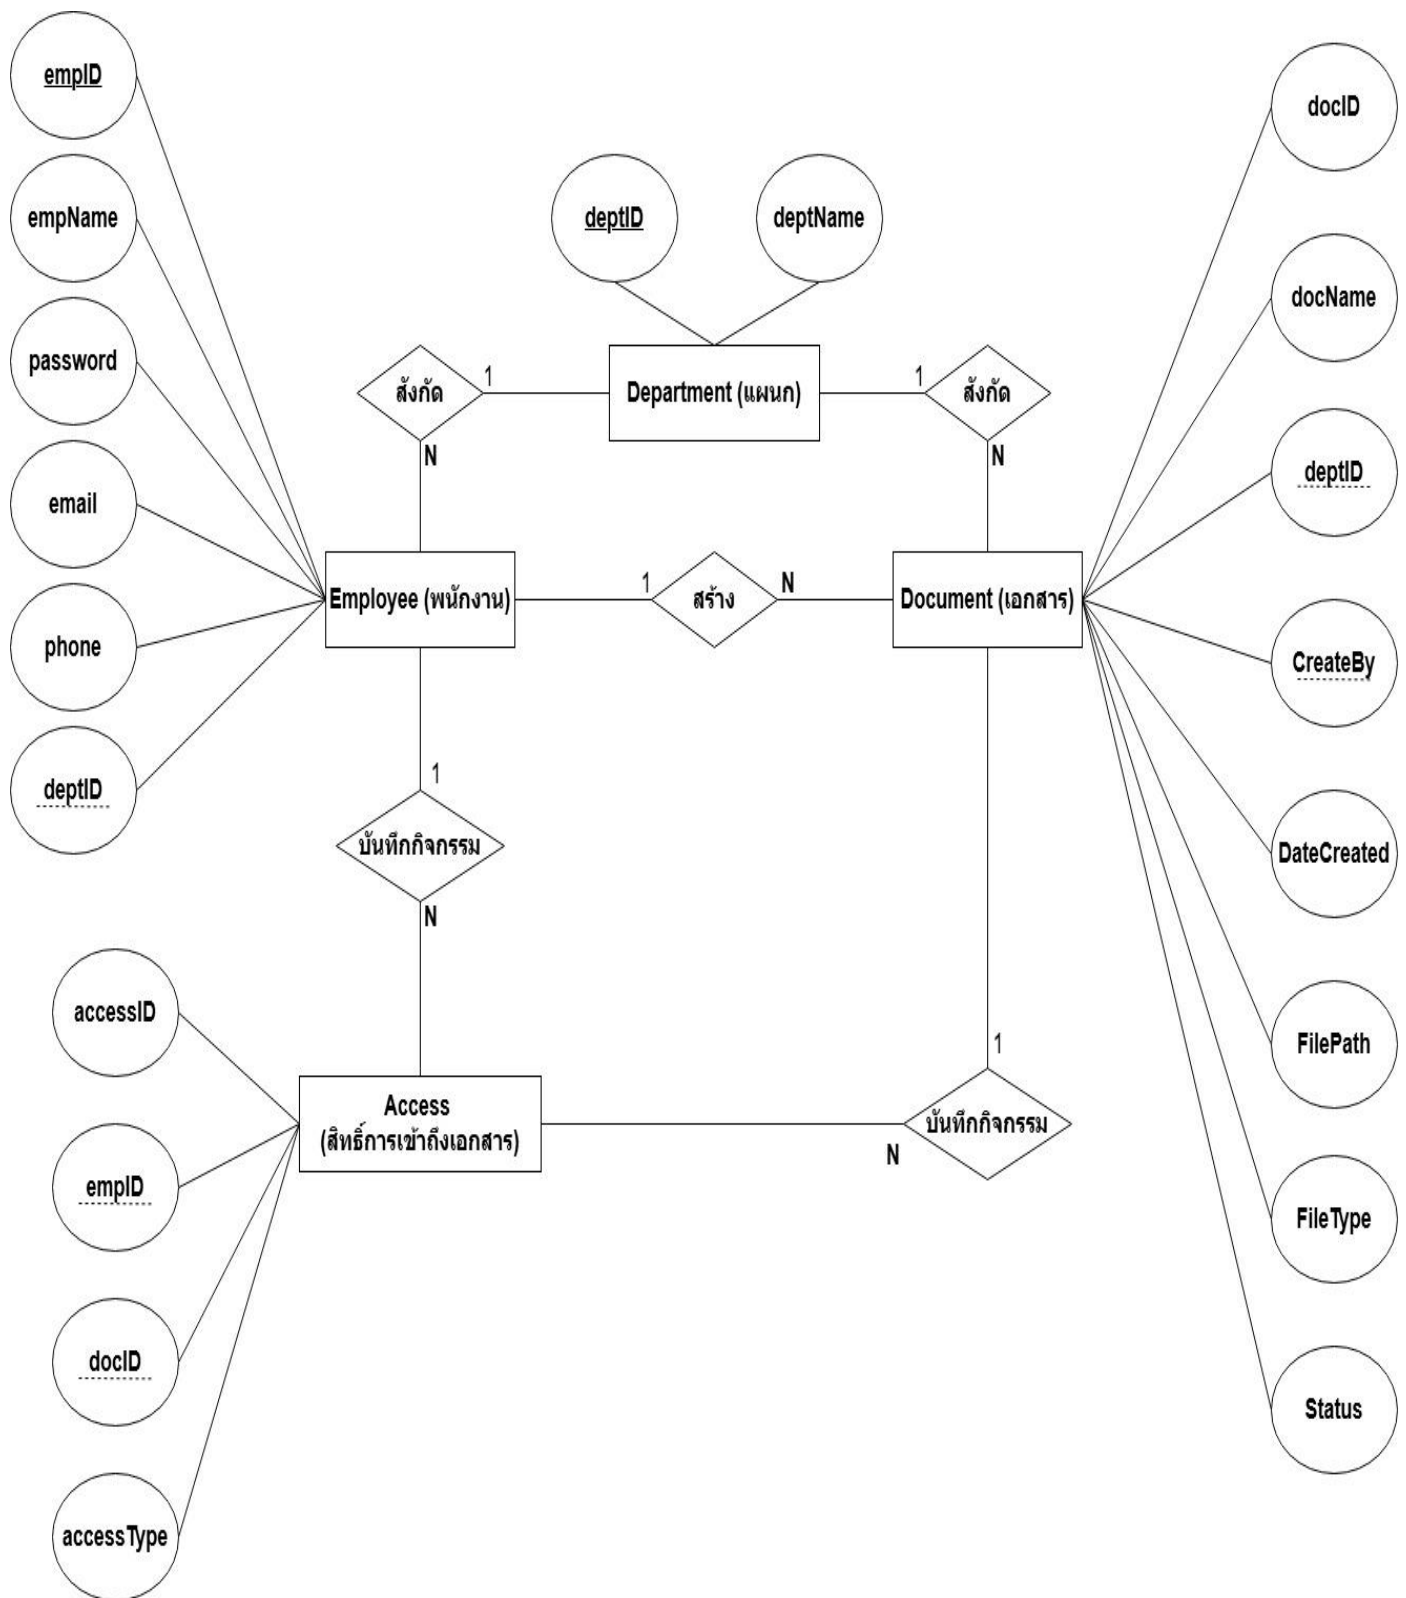 empID
docID
empName
deptID
deptName
docName
password
สังกัด
1
Department (แผนก)
1
สังกัด
N
N
deptID
email
Employee (พนักงาน)
1
สร้าง
N
Document (เอกสาร)
phone
CreateBy
deptID
1
บันทึกกิจกรรม
N
DateCreated
accessID
FilePath
1
Access
(สิทธิ์การเข้าถึงเอกสาร)
N
บันทึกกิจกรรม
empID
FileType
docID
Status
accessType